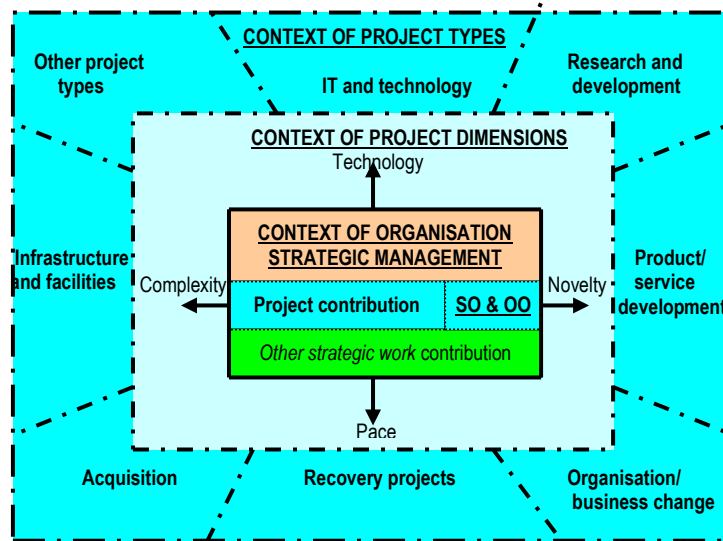 CONTEXT OF PROJECT TYPES
Other project
types
IT and technology
Research and
development
CONTEXT OF PROJECT DIMENSIONS
Technology
CONTEXT OF ORGANISATION
STRATEGIC MANAGEMENT
Infrastructure
and facilities
Complexity
Project contribution
SO & OO
Novelty
Product/
service
development
Other strategic work contribution
Pace
Acquisition
Recovery projects
Organisation/
business change